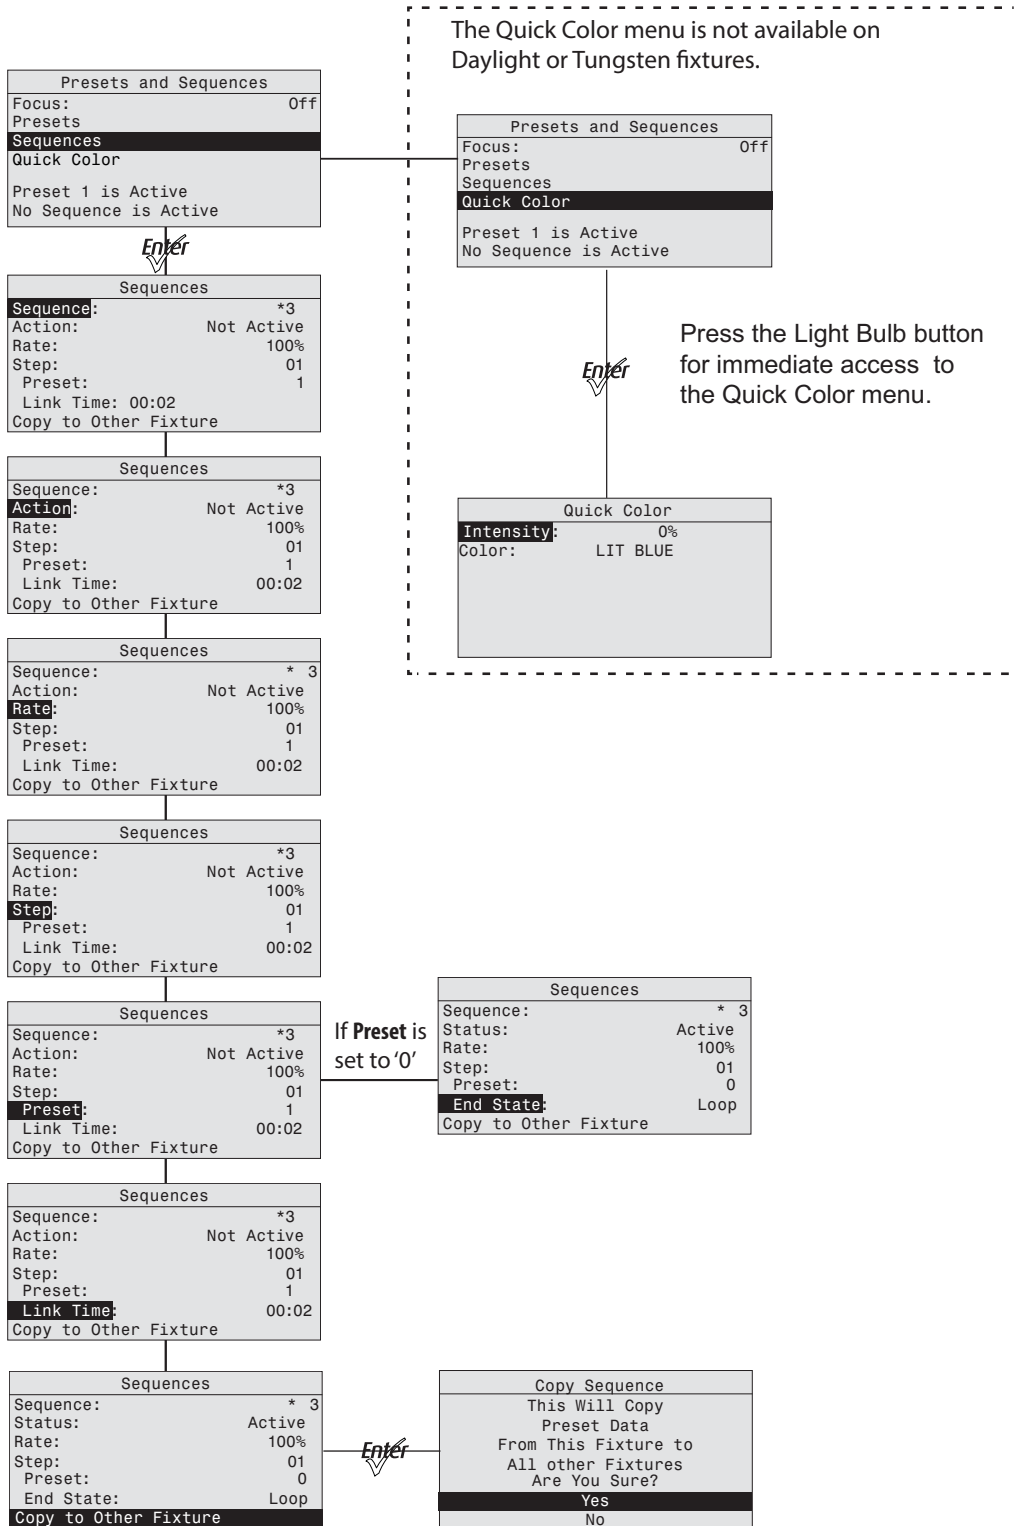 The Quick Color menu is not available on
Daylight or Tungsten fixtures.
Presets and Sequences
Focus: Off
Presets
Sequences
Quick Color
Preset 1 is Active
No Sequence is Active
Presets and Sequences
Focus: Off
Presets
Sequences
Quick Color
Preset 1 is Active
No Sequence is Active
Enter
Sequences
Sequence: *3
Action: Not Active
Rate: 100%
Step: 01
Preset: 1
Link Time: 00:02
Copy to Other Fixture
Enter
Press the Light Bulb button
for immediate access to
the Quick Color menu.
Sequences
Sequence: *3
Action: Not Active
Rate: 100%
Step: 01
Preset: 1
Link Time: 00:02
Copy to Other Fixture
Quick Color
Intensity: 0%
Color: LIT BLUE
Sequences
Sequence: * 3
Action: Not Active
Rate: 100%
Step: 01
Preset: 1
Link Time: 00:02
Copy to Other Fixture
Sequences
Sequence: *3
Action: Not Active
Rate: 100%
Step: 01
Preset: 1
Link Time: 00:02
Copy to Other Fixture
Sequences
Sequence: *3
Action: Not Active
Rate: 100%
Step: 01
Preset: 1
Link Time: 00:02
Copy to Other Fixture
If Preset is
set to ‘0’
Sequences
Sequence: * 3
Status: Active
Rate: 100%
Step: 01
Preset: 0
End State: Loop
Copy to Other Fixture
Sequences
Sequence: *3
Action: Not Active
Rate: 100%
Step: 01
Preset: 1
Link Time: 00:02
Copy to Other Fixture
Sequences
Sequence: * 3
Status: Active
Rate: 100%
Step: 01
Preset: 0
End State: Loop
Copy to Other Fixture
Enter
Copy Sequence
This Will Copy
Preset Data
From This Fixture to
All other Fixtures
Are You Sure?
Yes
No